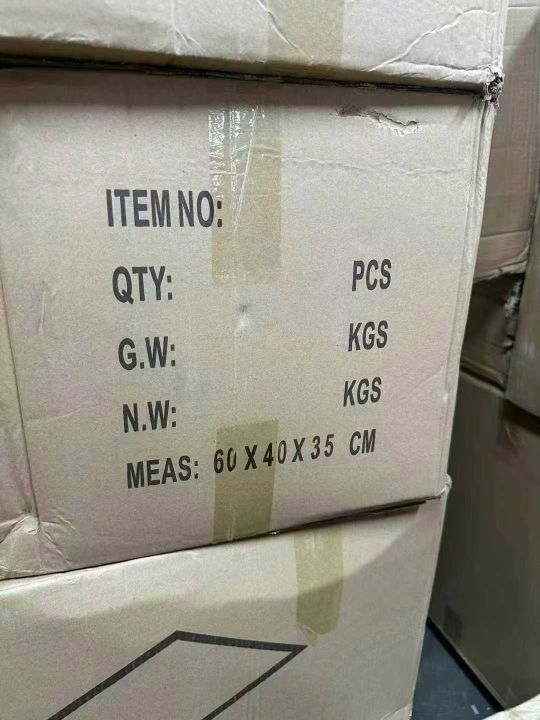 ITEM NO:
QTY: PCS
G.W: KGS
N.W: KGS
MEAS: 60 X 40 X 35 CM